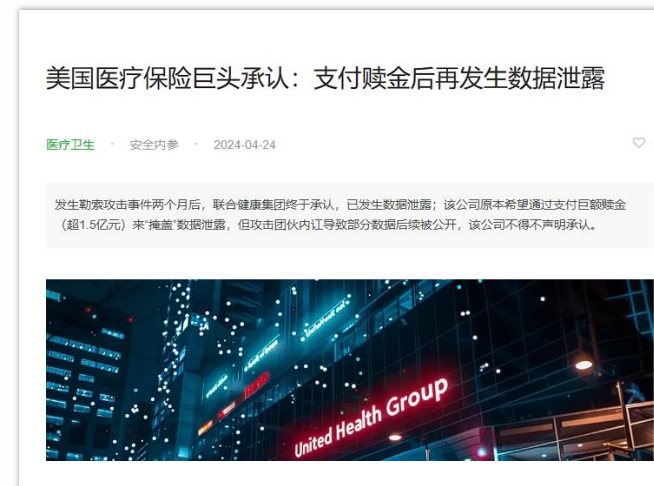 美国医疗保险巨头承认：支付赎金后再发生数据泄露
医疗卫生 · 安全内参 · 2024-04-24
发生勒索攻击事件两个月后，联合健康集团终于承认，已发生数据泄露；该公司原本希望通过支付巨额赎金
（超1.5亿元）来“掩盖”数据泄露，但攻击团伙内讧导致部分数据后续被公开，该公司不得不声明承认。
United Health Group